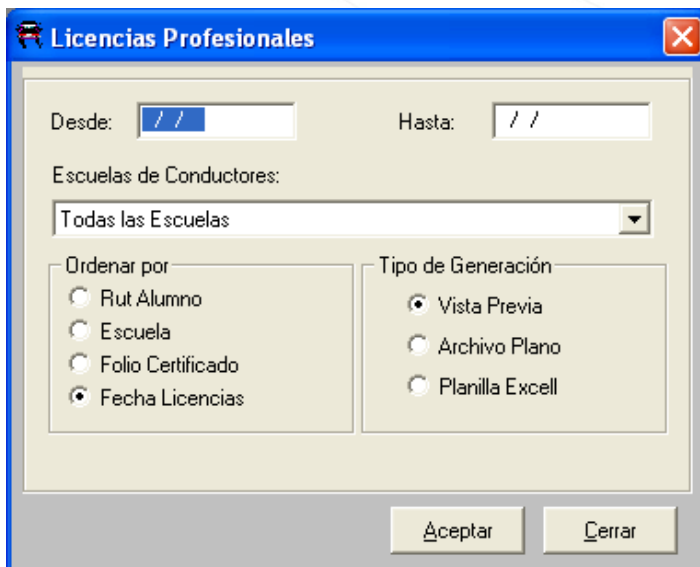 Licencias Profesionales
Desde: / / Hasta: / /
Escuelas de Conductores:
Todas las Escuelas
Ordenar por
Rut Alumno
Escuela
Folio Certificado
Fecha Licencias
Tipo de Generación
Vista Previa
Archivo Plano
Planilla Excell
Aceptar Cerrar